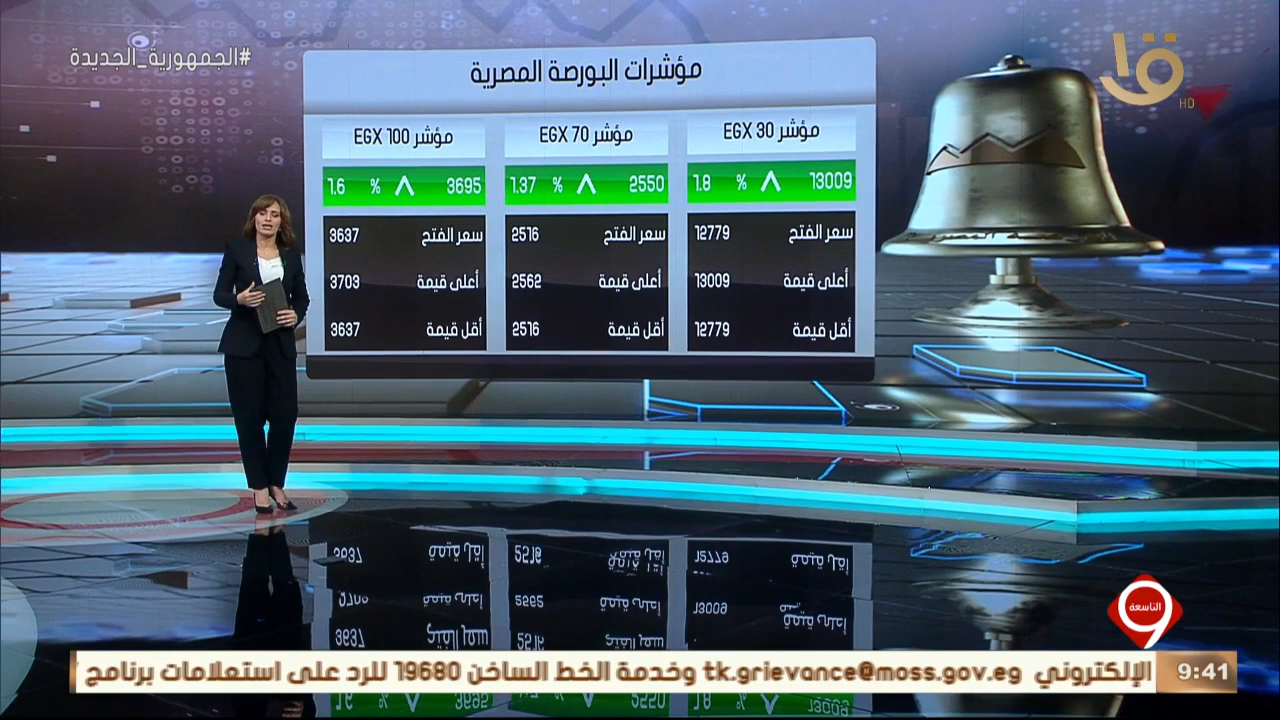 #الجمهورية_الجديدة
HD
مؤشرات البورصة المصرية
مؤشر EGX 30
13009 % 1.8
سعر الفتح 12779
أعلى قيمة 13009
أقل قيمة 12779
مؤشر EGX 70
2550 % 1.37
سعر الفتح 2516
أعلى قيمة 2562
أقل قيمة 2516
مؤشر EGX 100
3695 % 1.6
سعر الفتح 3637
أعلى قيمة 3703
أقل قيمة 3637
التاسعة
9
9:41
الإلكتروني tk.grievance@moss.gov.eg وخدمة الخط الساخن 19680 للرد على استعلامات برنامج